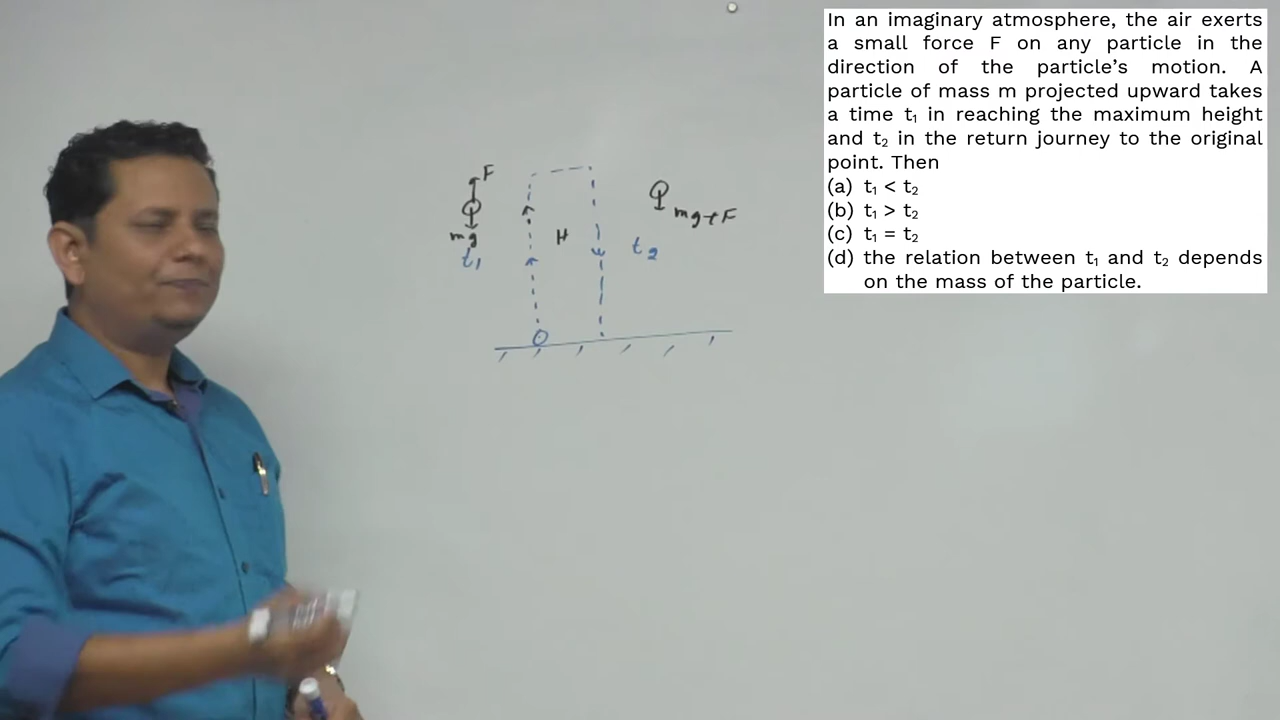 In an imaginary atmosphere, the air exerts
a small force F on any particle in the
direction of the particle's motion. A
particle of mass m projected upward takes
a time t₁ in reaching the maximum height
and t₂ in the return journey to the original
point. Then
(a) t₁ < t₂
(b) t₁ > t₂
(c) t₁ = t₂
(d) the relation between t₁ and t₂ depends
on the mass of the particle.
F
mg
t₁
H
t₂
mg+F